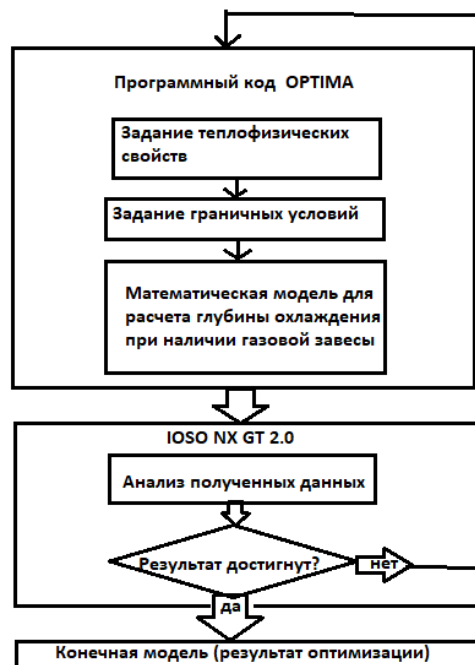 Программный код OPTIMA
Задание теплофизических
свойств
Задание граничных условий
Математическая модель для
расчета глубины охлаждения
при наличии газовой завесы
IOSO NX GT 2.0
Анализ полученных данных
Результат достигнут?
нет
да
Конечная модель (результат оптимизации)